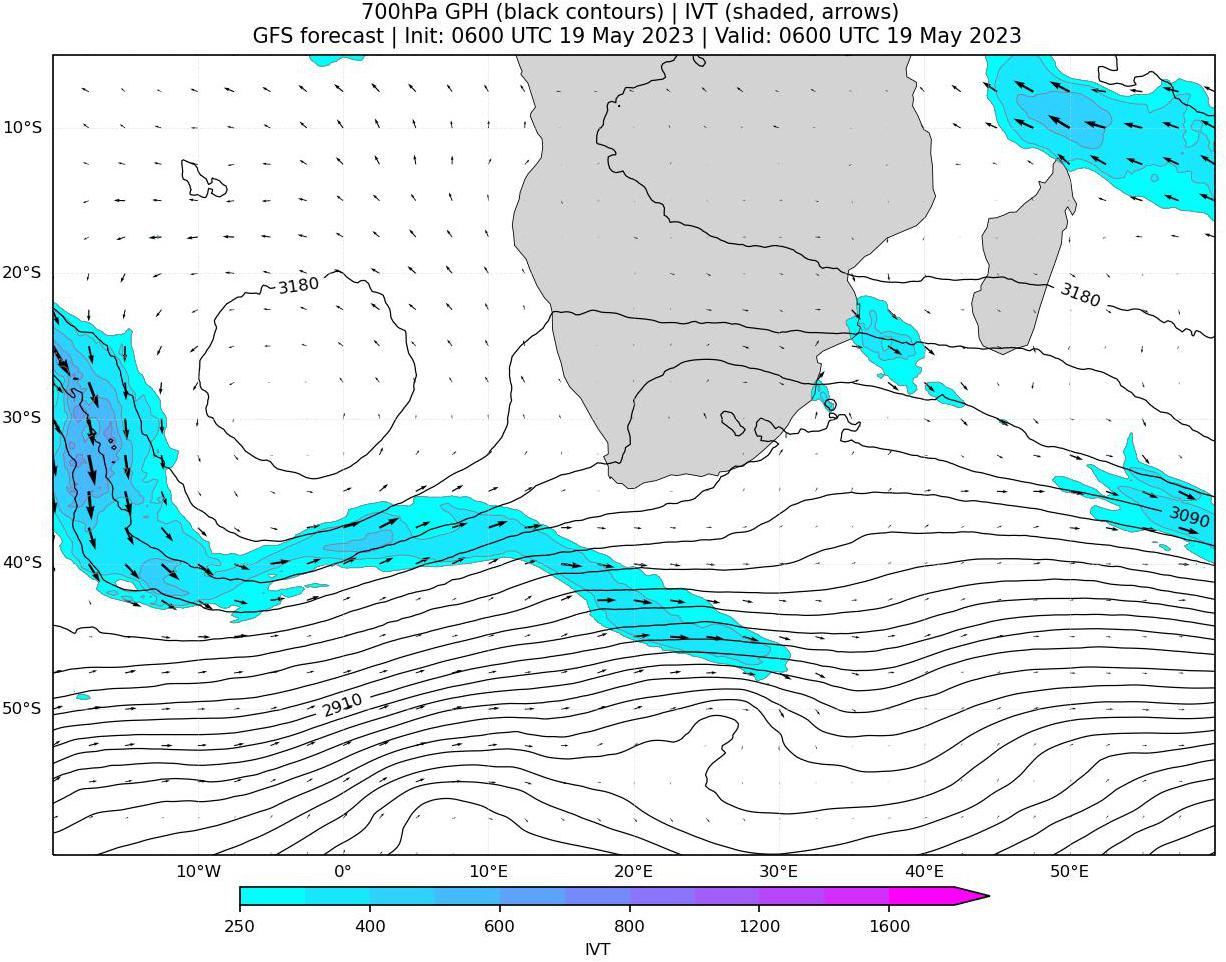 700hPa GPH (black contours) | IVT (shaded, arrows)
GFS forecast | Init: 0600 UTC 19 May 2023 | Valid: 0600 UTC 19 May 2023
10°S
20°S
3180
3180
30°S
3090
40°S
50°S
2910
10°W
0°
10°E
20°E
30°E
40°E
50°E
250
400
600
800
1200
1600
IVT